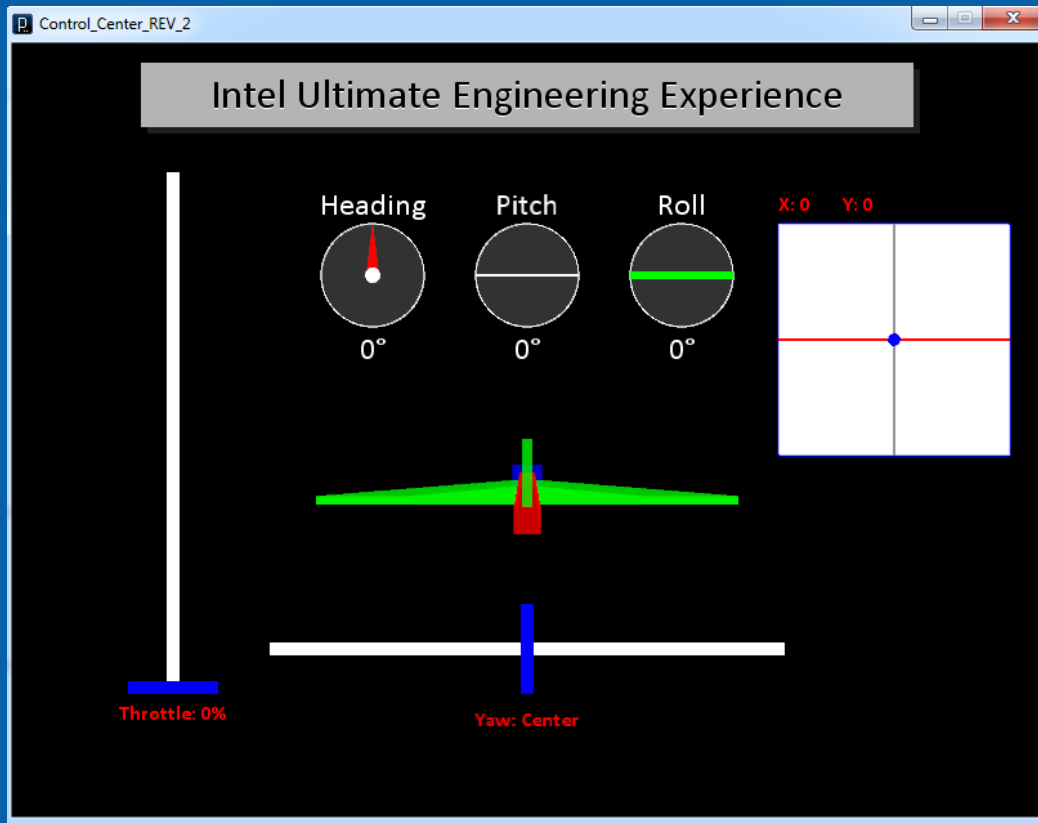 Control_Center_REV_2
Intel Ultimate Engineering Experience
Heading Pitch Roll
X: 0 Y: 0
0° 0° 0°
Throttle: 0%
Yaw: Center